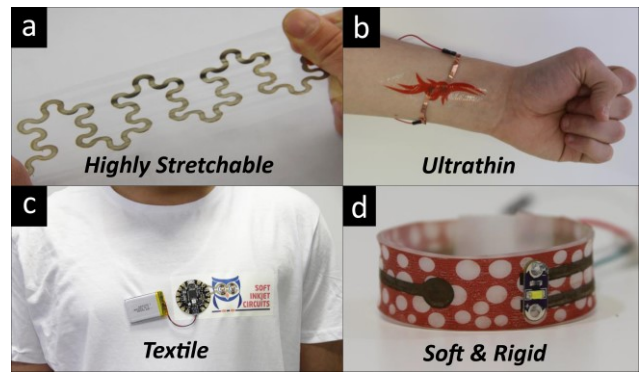 a
Highly Stretchable
b
Ultrathin
c
SOFT
INKJET
CIRCUITS
Textile
d
Soft & Rigid